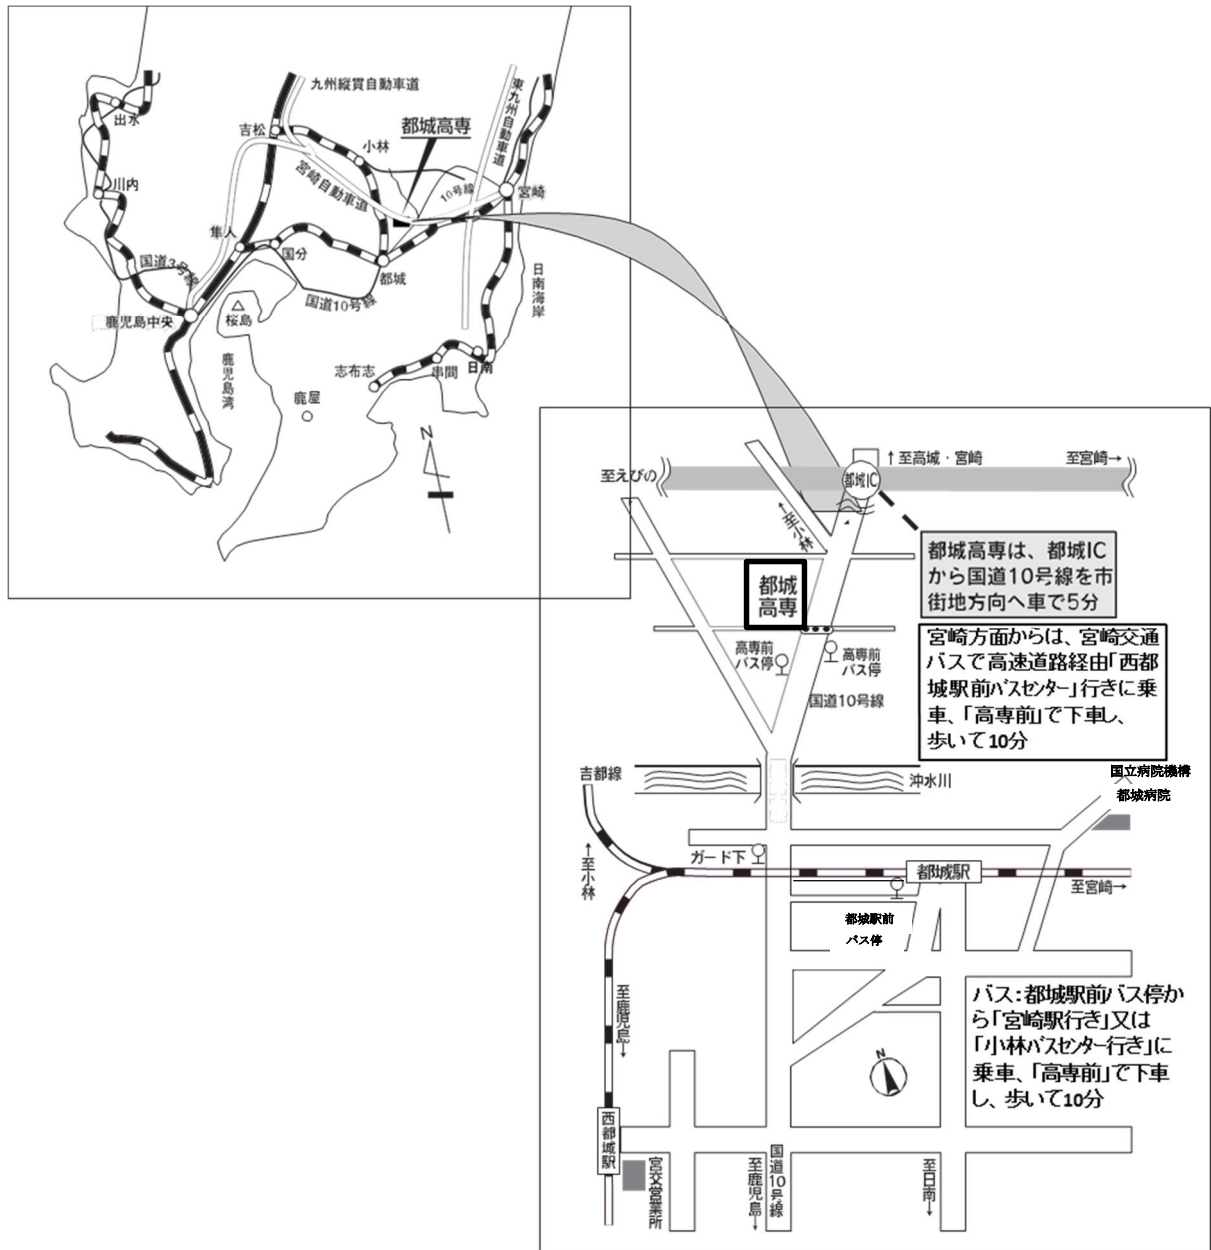 九州縦貫自動車道
東九州自動車道
出水
吉松
都城高専
小林
川内
宮崎自動車道
10号線
宮崎
隼人
国分
国道3号線
都城
日南海岸
国道10号線
鹿児島中央
桜島
鹿児島湾
志布志
串間
日南
鹿屋
N
至えびの
↑至高城・宮崎
至宮崎→
都城IC
←至小林
都城高専は、都城IC
から国道10号線を市
街地方向へ車で5分
都城
高専
宮崎方面からは、宮崎交通
バスで高速道路経由「西都
城駅前バスセンター」行きに乗
車、「高専前」で下車し、
歩いて10分
高専前
バス停
高専前
バス停
国道10号線
吉都線
沖水川
国立病院機構
都城病院
ガード下
都城駅
←至小林
至宮崎→
都城駅前
バス停
至鹿児島→
バス：都城駅前バス停か
ら「宮崎駅行き」又は
「小林バスセンター行き」に
乗車、「高専前」で下車
し、歩いて10分
N
西都城駅
宮交営業所
至鹿児島→
国道10号線
至日南→